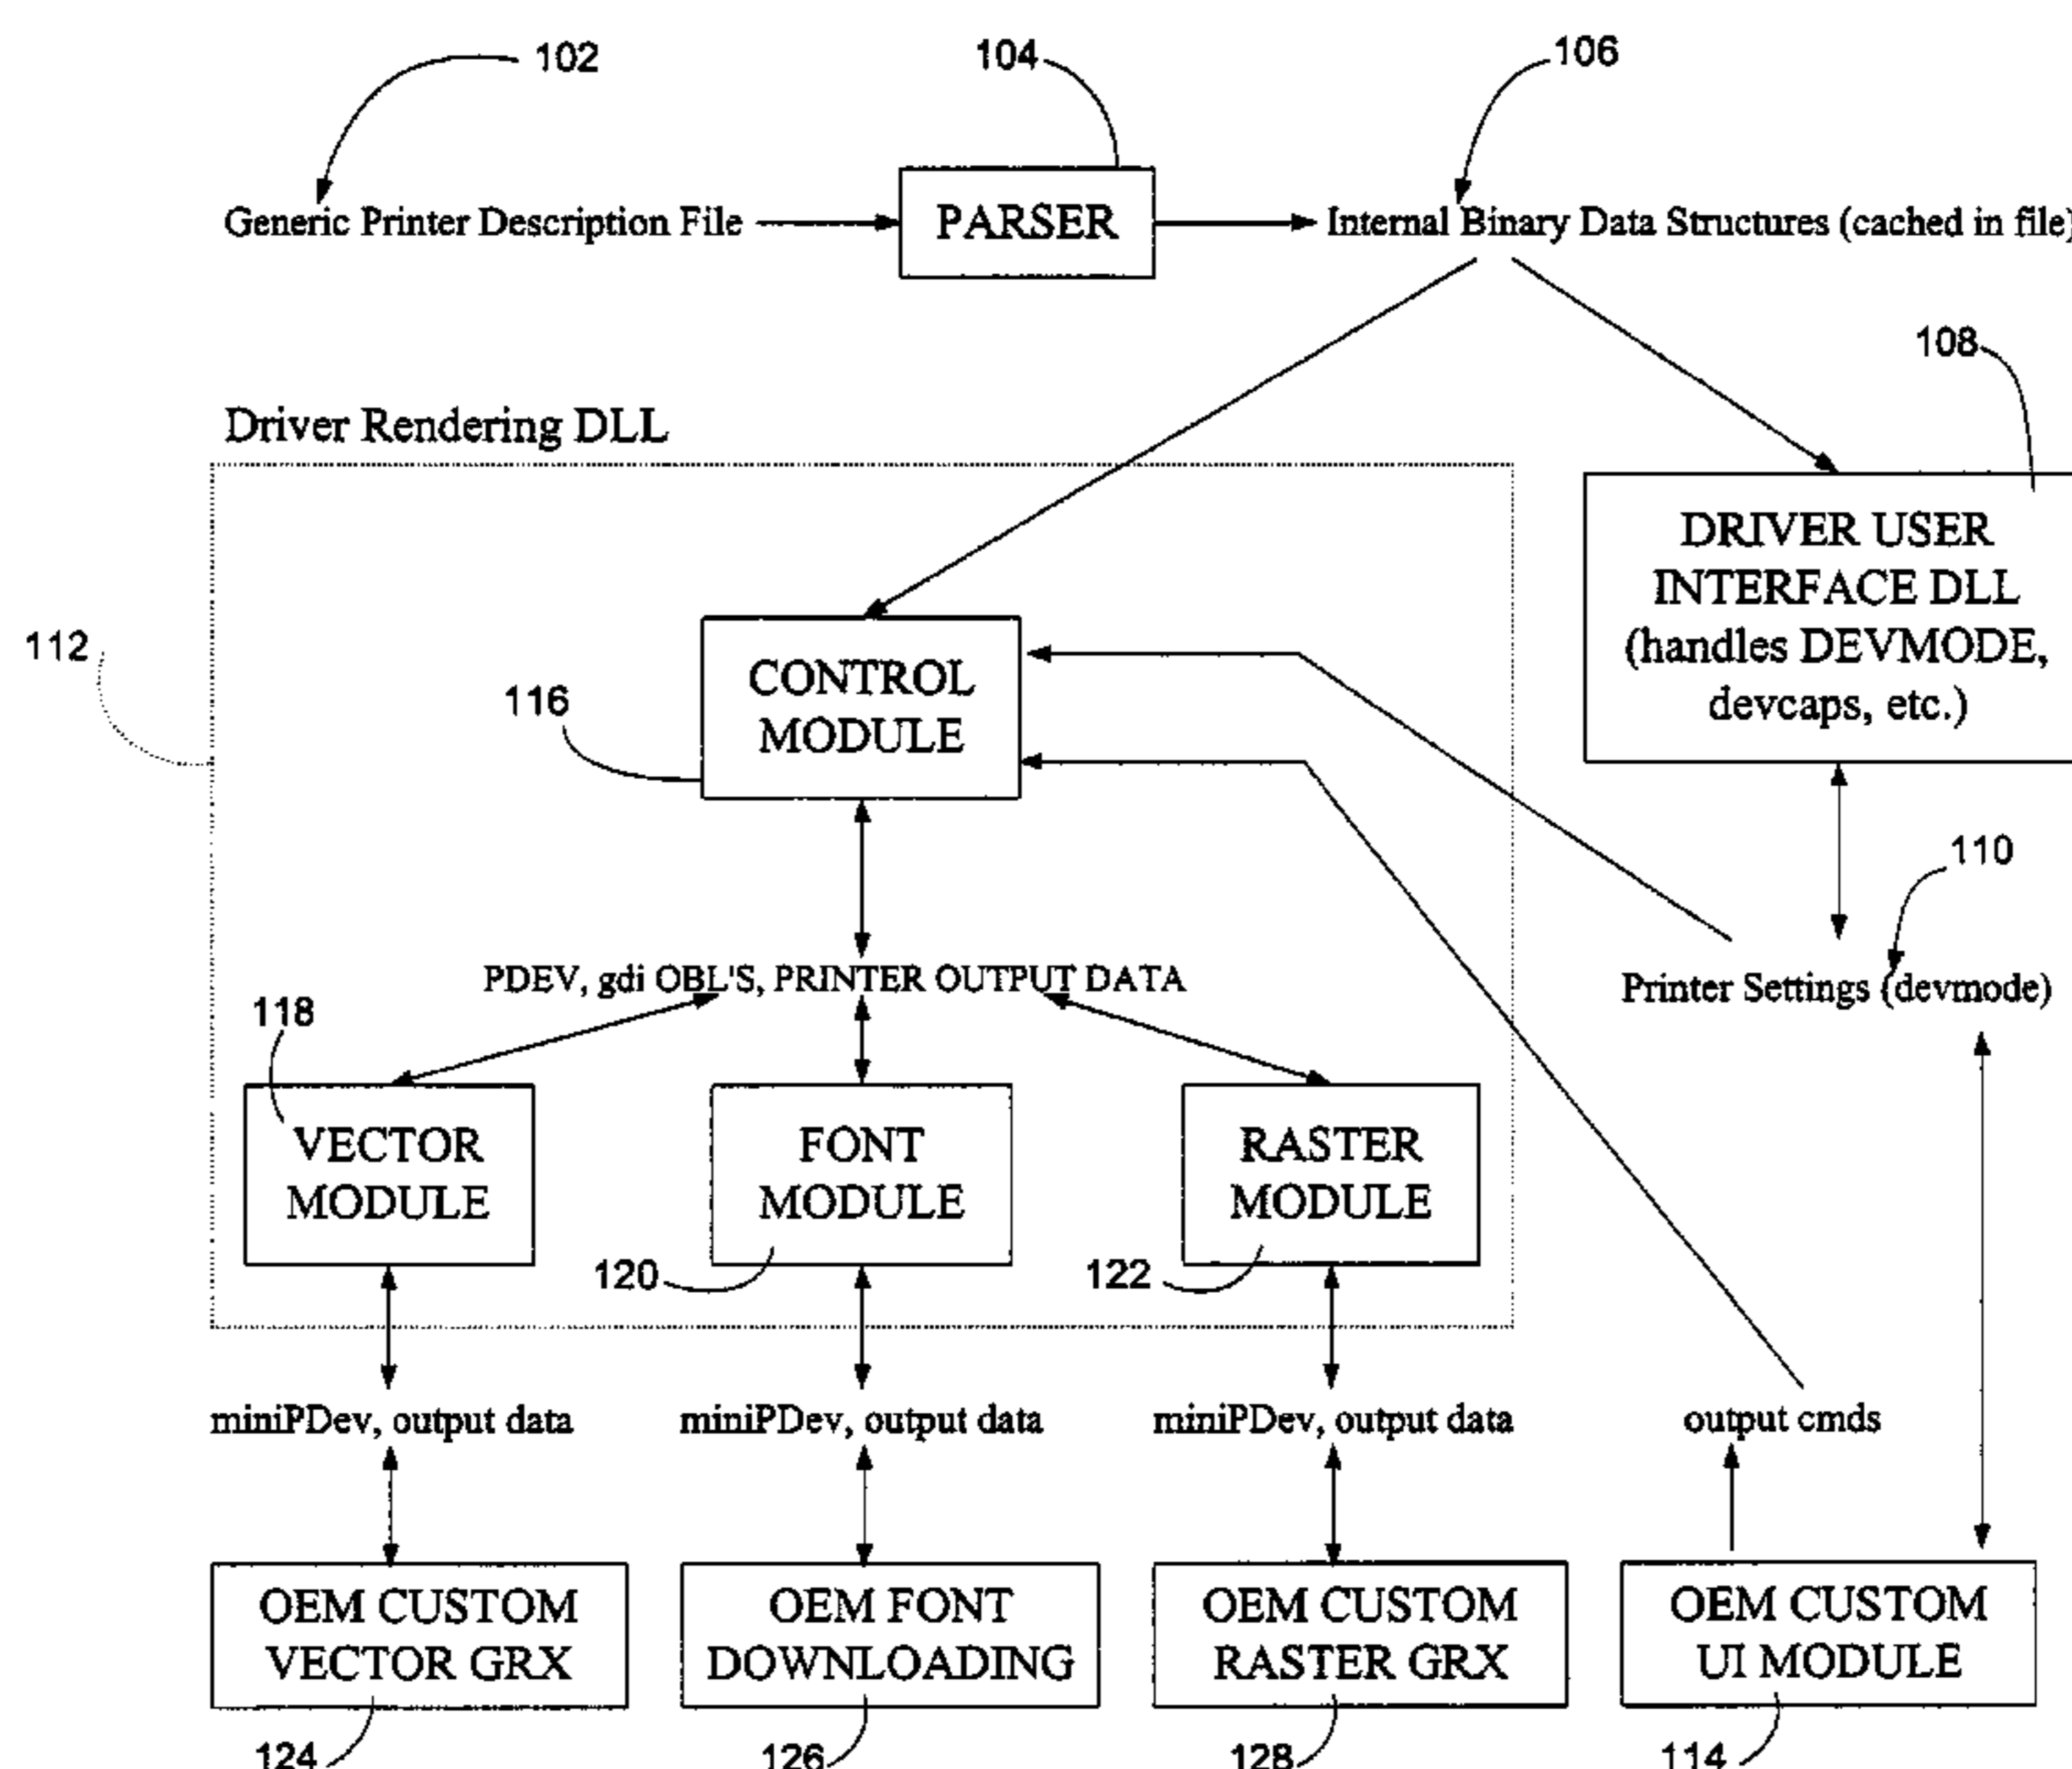 102
104
106
Generic Printer Description File
PARSER
Internal Binary Data Structures (cached in file)
108
Driver Rendering DLL
DRIVER USER
INTERFACE DLL
(handles DEVMODE,
devcaps, etc.)
112
116
CONTROL
MODULE
110
PDEV, gdi OBL'S, PRINTER OUTPUT DATA
Printer Settings (devmode)
118
VECTOR
MODULE
FONT
MODULE
RASTER
MODULE
120
122
miniPDev, output data
miniPDev, output data
miniPDev, output data
output cmds
OEM CUSTOM
VECTOR GRX
OEM FONT
DOWNLOADING
OEM CUSTOM
RASTER GRX
OEM CUSTOM
UI MODULE
124
126
128
114